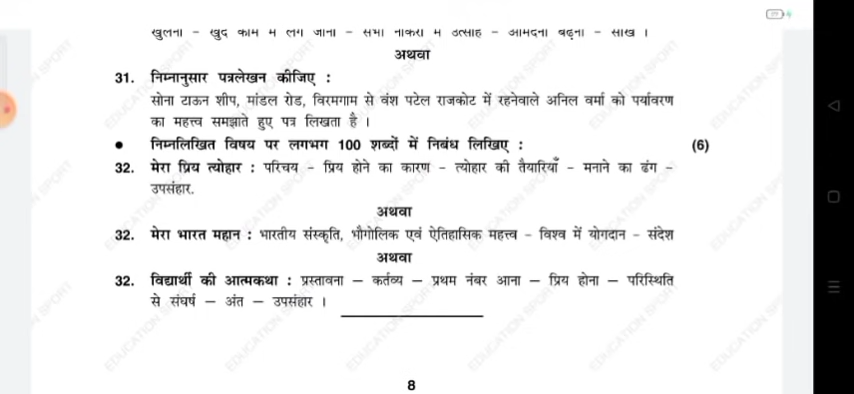 खुलना - खुद काम में लग जाना - सभी नौकरों में उत्साह - आमदनी बढ़ना - सीख ।
अथवा
31. निम्नानुसार पत्रलेखन कीजिए :
सोना टाऊन शीप, मांडल रोड, विरमगाम से वंश पटेल राजकोट में रहनेवाले अनिल वर्मा को पर्यावरण
का महत्त्व समझाते हुए पत्र लिखता है ।
● निम्नलिखित विषय पर लगभग 100 शब्दों में निबंध लिखिए : (6)
32. मेरा प्रिय त्योहार : परिचय - प्रिय होने का कारण - त्योहार की तैयारियाँ - मनाने का ढंग -
उपसंहार.
अथवा
32. मेरा भारत महान : भारतीय संस्कृति, भौगोलिक एवं ऐतिहासिक महत्त्व - विश्व में योगदान - संदेश
अथवा
32. विद्यार्थी की आत्मकथा : प्रस्तावना – कर्तव्य – प्रथम नंबर आना – प्रिय होना – परिस्थिति
से संघर्ष – अंत – उपसंहार ।
8
EDUCATION SPORT